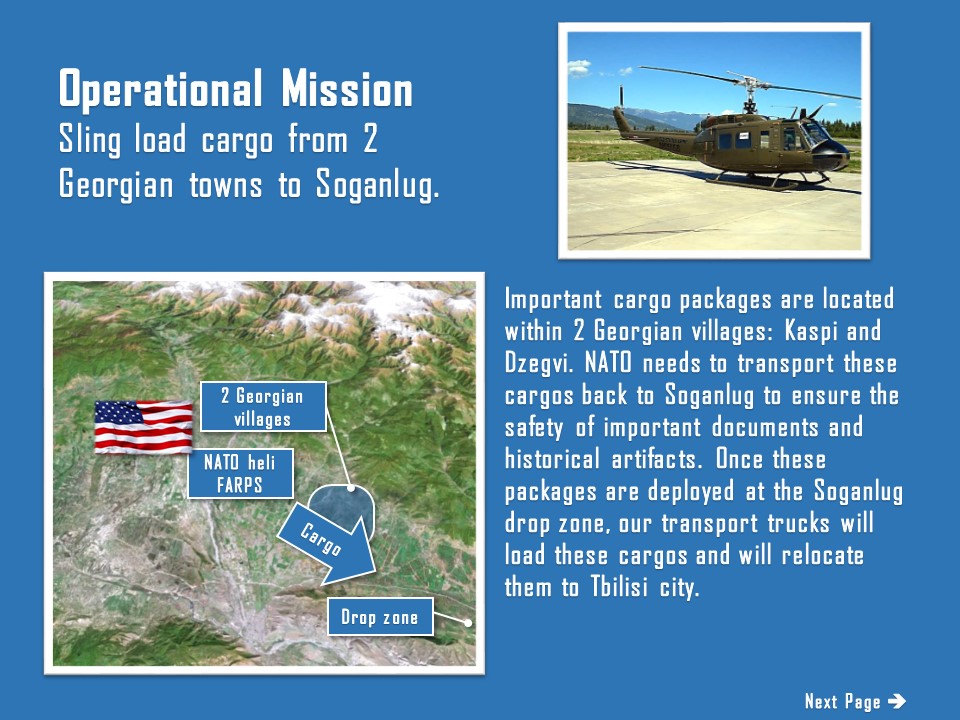 Operational Mission
Sling load cargo from 2
Georgian towns to Soganlug.
Important cargo packages are located
within 2 Georgian villages: Kaspi and
Dzegvi. NATO needs to transport these
cargos back to Soganlug to ensure the
safety of important documents and
historical artifacts. Once these
packages are deployed at the Soganlug
drop zone, our transport trucks will
load these cargos and will relocate
them to Tbilisi city.
2 Georgian
villages
NATO heli
FARPS
Cargo
Drop zone
Next Page →